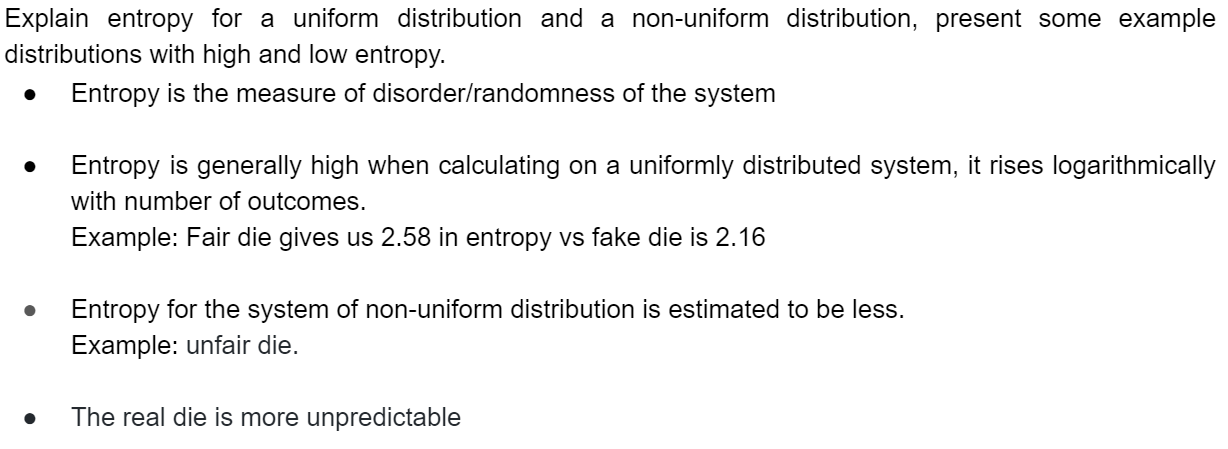 Explain entropy for a uniform distribution and a non-uniform distribution, present some example
distributions with high and low entropy.
● Entropy is the measure of disorder/randomness of the system
● Entropy is generally high when calculating on a uniformly distributed system, it rises logarithmically
with number of outcomes.
Example: Fair die gives us 2.58 in entropy vs fake die is 2.16
● Entropy for the system of non-uniform distribution is estimated to be less.
Example: unfair die.
● The real die is more unpredictable